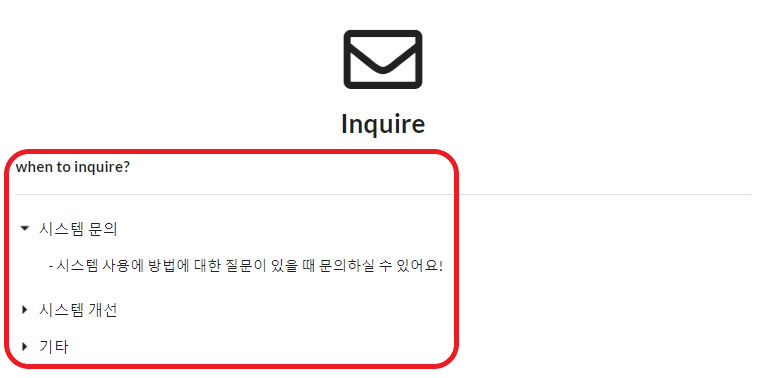 Inquire
when to inquire?
시스템 문의
- 시스템 사용에 방법에 대한 질문이 있을 때 문의하실 수 있어요!
시스템 개선
기타